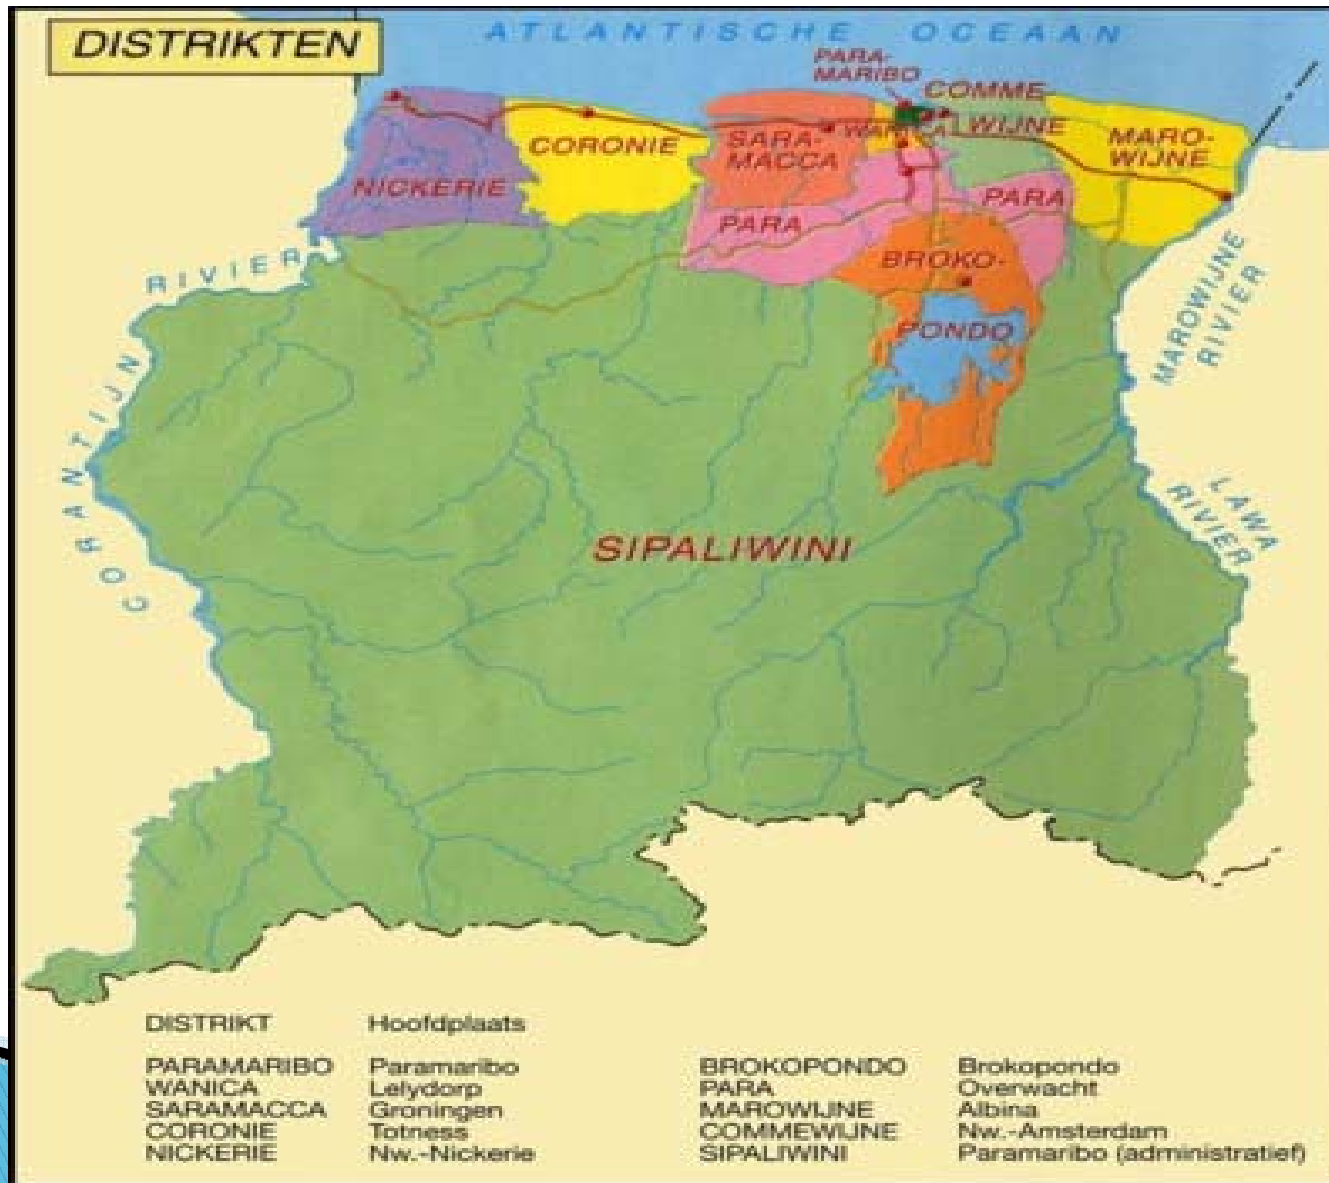 DISTRIKTEN
ATLANTISCHE OCEAAN
PARA-
MARIBO
COMME-
WIJNE
WANICA
CORONIE
SARA-
MACCA
MARO-
WIJNE
NICKERIE
PARA
PARA
BROKO-
PONDO
CORANTIJN RIVIER
MAROWIJNE
RIVIER
LAWA
RIVIER
SIPALIWINI
DISTRIKT Hoofdplaats
PARAMARIBO Paramaribo
WANICA Lelydorp
SARAMACCA Groningen
CORONIE Totness
NICKERIE Nw.-Nickerie
BROKOPONDO Brokopondo
PARA Overwacht
MAROWIJNE Albina
COMMEWIJNE Nw.-Amsterdam
SIPALIWINI Paramaribo (administratief)